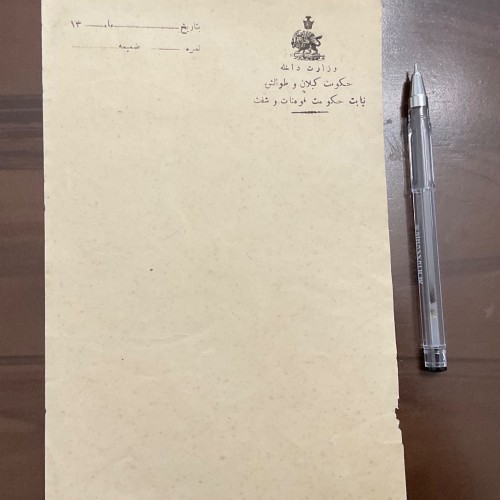 وزارت داخله
حکومت گیلان و طوالش
نیابت حکومت فومنات و شفت
تاریخ ماه ۱۳
نمره ضمیمه